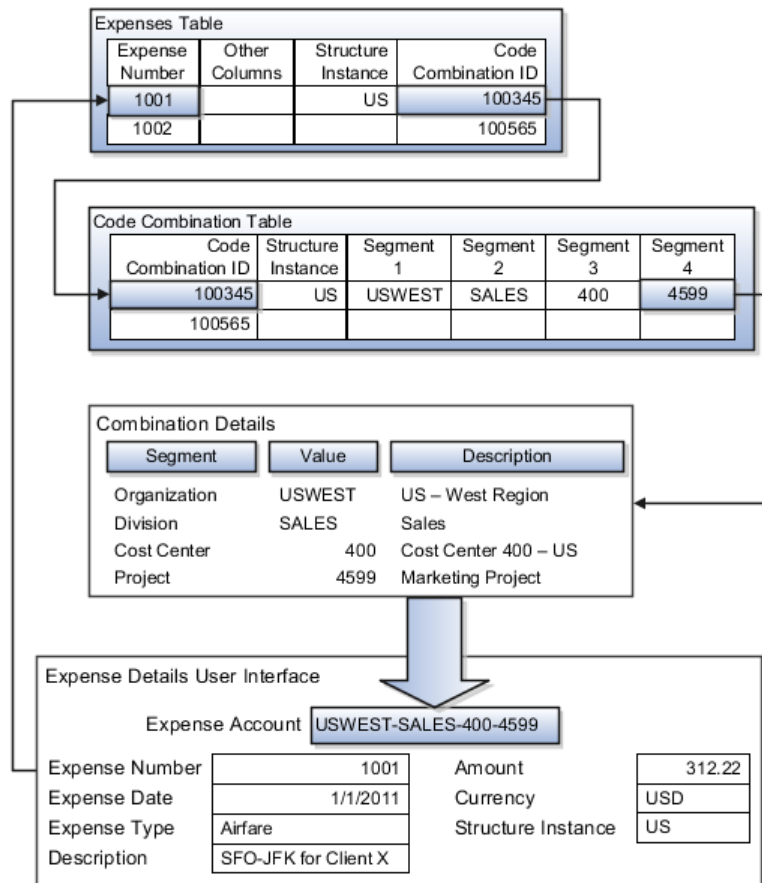 Expenses Table
Expense Number Other Columns Structure Instance Code Combination ID
1001 US 100345
1002 100565
Code Combination Table
Code Combination ID Structure Instance Segment 1 Segment 2 Segment 3 Segment 4
100345 US USWEST SALES 400 4599
100565
Combination Details
Segment Value Description
Organization USWEST US – West Region
Division SALES Sales
Cost Center 400 Cost Center 400 – US
Project 4599 Marketing Project
Expense Details User Interface
Expense Account USWEST-SALES-400-4599
Expense Number 1001 Amount 312.22
Expense Date 1/1/2011 Currency USD
Expense Type Airfare Structure Instance US
Description SFO-JFK for Client X